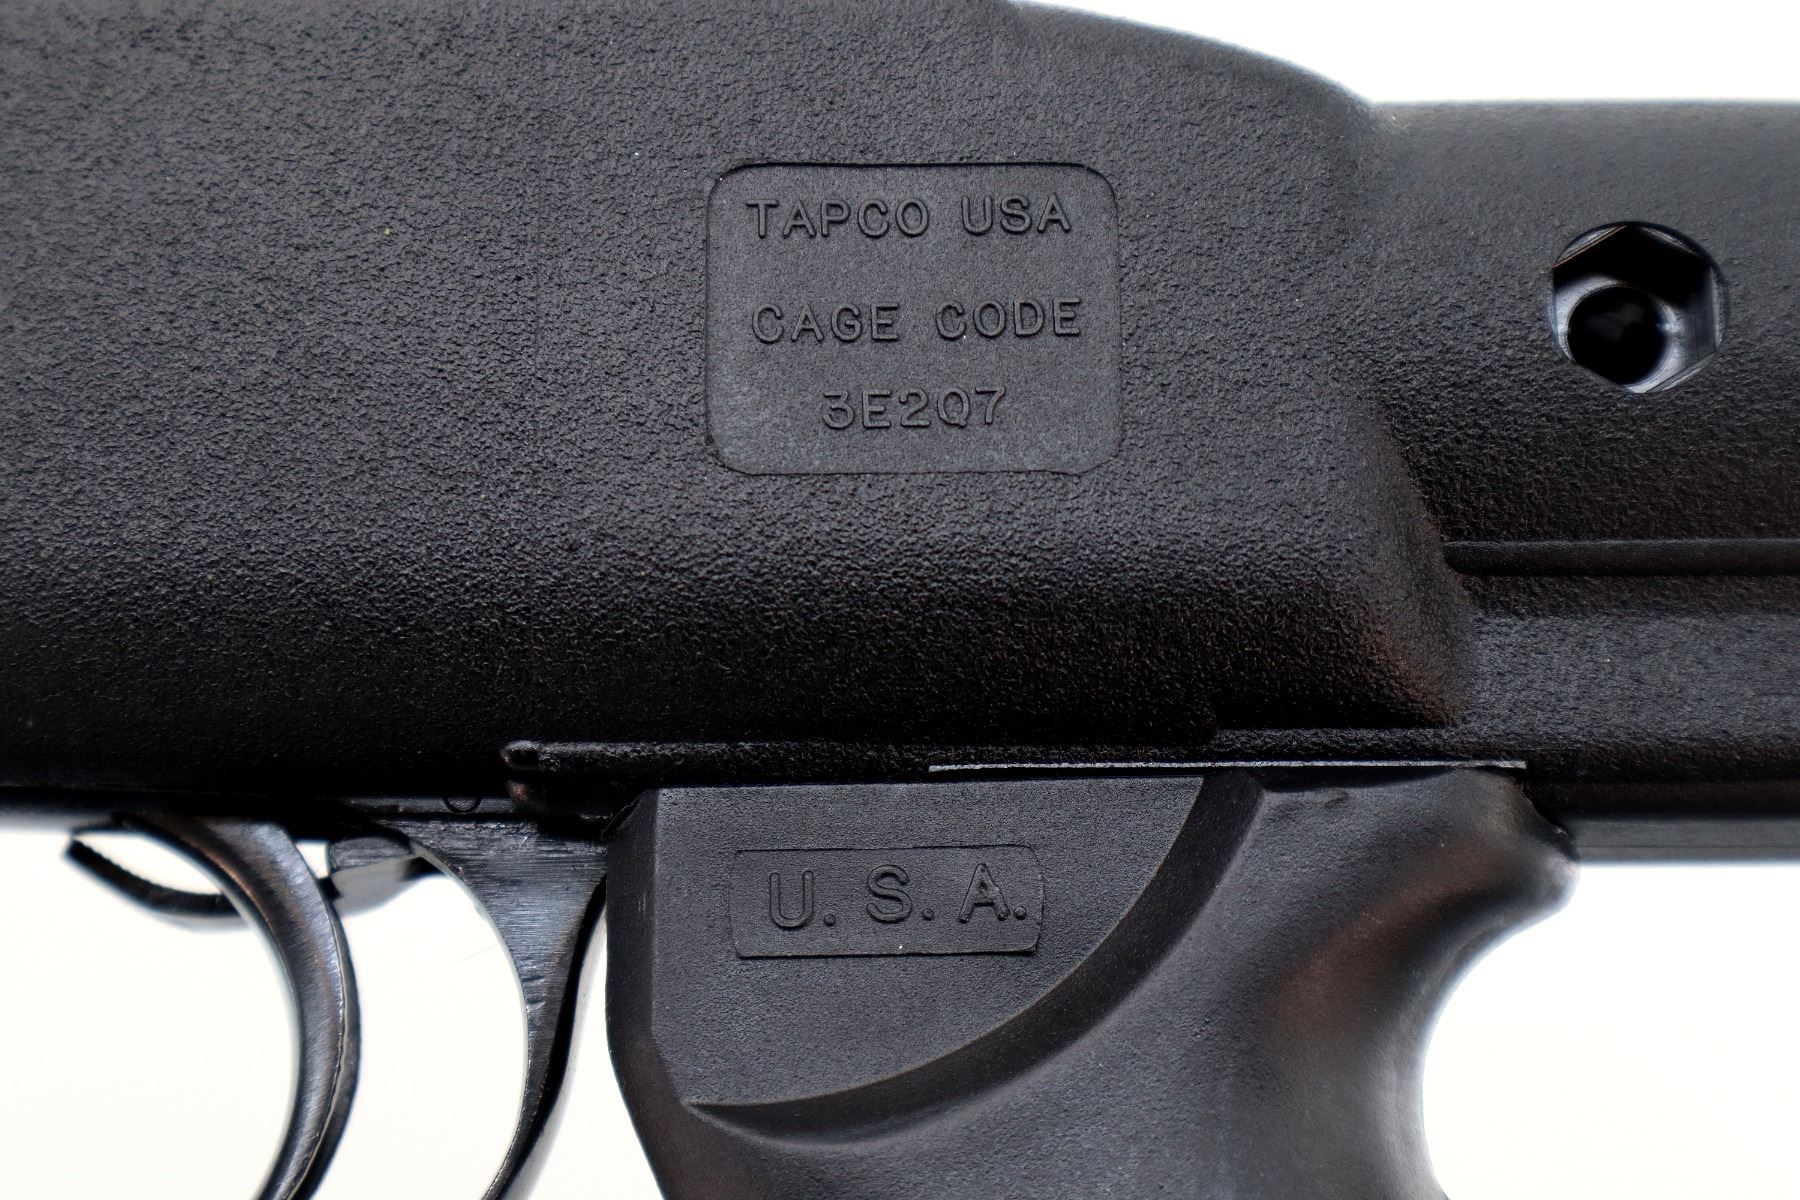 TAPCO USA
CAGE CODE
3E2Q7
U. S. A.